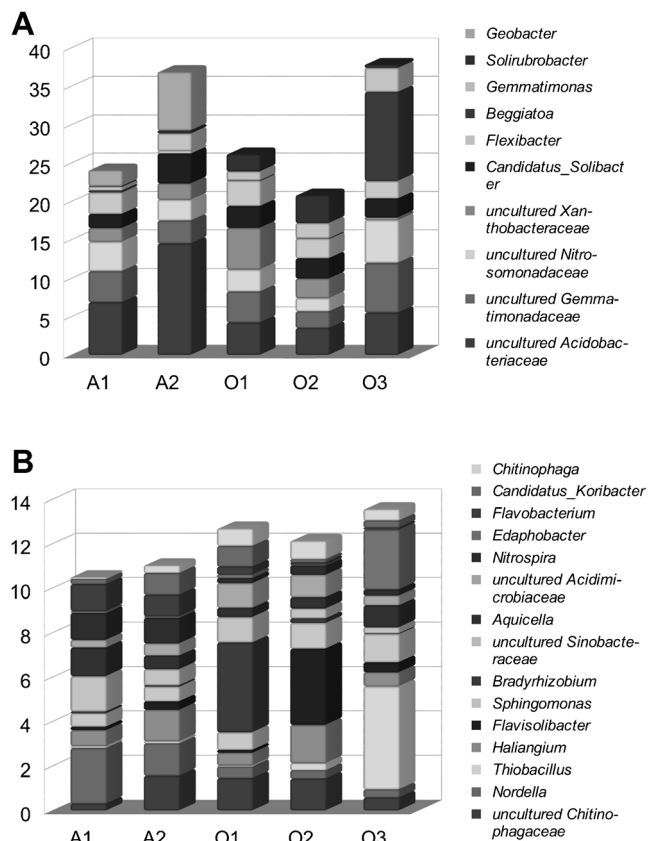 A
40
35
30
25
20
15
10
5
0
A1 A2 O1 O2 O3
Geobacter
Solirubrobacter
Gemmatimonas
Beggiatoa
Flexibacter
Candidatus_Solibact
er
uncultured Xan-
thobacteraceae
uncultured Nitro-
somonadaceae
uncultured Gemma-
timonadaceae
uncultured Acidobac-
teriaceae
B
14
12
10
8
6
4
2
0
A1 A2 O1 O2 O3
Chitinophaga
Candidatus_Koribacter
Flavobacterium
Edaphobacter
Nitrospira
uncultured Acidimi-
crobiaceae
Aquicella
uncultured Sinobacte-
raceae
Bradyrhizobium
Sphingomonas
Flavisolibacter
Haliangium
Thiobacillus
Nordella
uncultured Chitino-
phagaceae